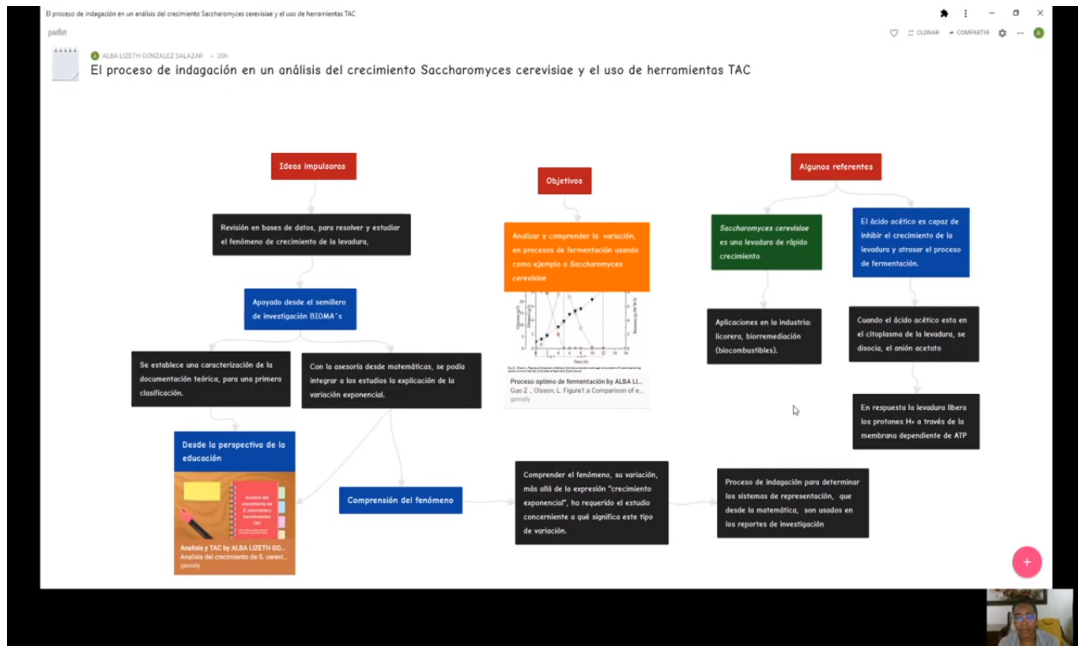 El proceso de indagación en un análisis del crecimiento Saccharomyces cerevisiae y el uso de herramientas TAC
padlet
CLONAR
COMPARTIR
A
ALBA LIZETH GONZALEZ SALAZAR • 20h
El proceso de indagación en un análisis del crecimiento Saccharomyces cerevisiae y el uso de herramientas TAC
Ideas impulsoras
Revisión en bases de datos, para resolver y estudiar
el fenómeno de crecimiento de la levadura,
Apoyado desde el semillero
de investigación BIOMA's
Se establece una caracterización de la
documentación teórica, para una primera
clasificación.
Con la asesoría desde matemáticas, se podía
integrar a los estudios la explicación de la
variación exponencial.
Desde la perspectiva de la
educación
Analisis del
crecimiento de
S. cerevisiae y
herramientas
TAC
Analisis y TAC by ALBA LIZETH GO...
Analisis del crecimiento de S. cerevi...
genially
Comprensión del fenómeno
Comprender el fenómeno, su variación,
más allá de la expresión "crecimiento
exponencial", ha requerido el estudio
concerniente a qué significa este tipo
de variación.
Proceso de indagación para determinar
los sistemas de representación, que
desde la matemática, son usados en
los reportes de investigación
Objetivos
Analizar y comprender la variación,
en procesos de fermentación usando
como ejemplo a Saccharomyces
cerevisiae
Proceso optimo de fermentación by ALBA LI...
Guo Z ., Olsson, L. Figure1.a Comparison of e...
genially
Algunos referentes
Saccharomyces cerevisiae
es una levadura de rápido
crecimiento
Aplicaciones en la industria:
licorera, biorremediación
(biocombustibles).
El ácido acético es capaz de
inhibir el crecimiento de la
levadura y atrasar el proceso
de fermentación.
Cuando el ácido acético esta en
el citoplasma de la levadura, se
disocia, el anión acetato
En respuesta la levadura libera
los protones H+ a través de la
membrana dependiente de ATP